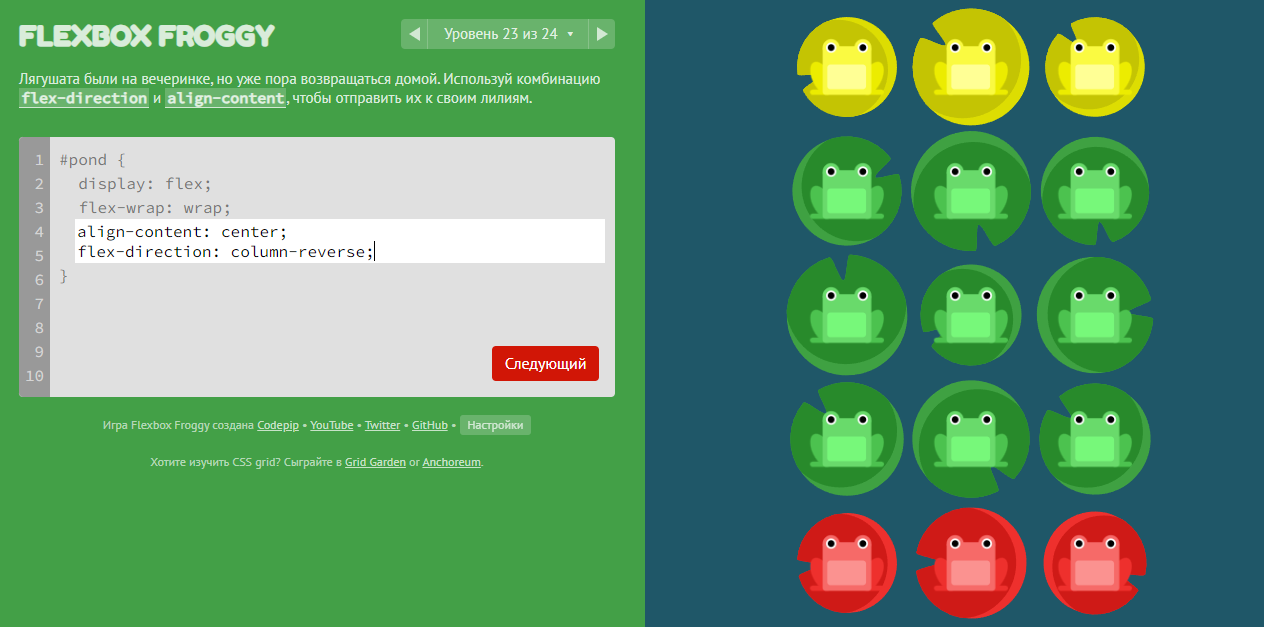 FLEXBOX FROGGY
◀ Уровень 23 из 24 ▼ ▶
Лягушата были на вечеринке, но уже пора возвращаться домой. Используй комбинацию
flex-direction и align-content, чтобы отправить их к своим лилиям.
1 #pond {
2 display: flex;
3 flex-wrap: wrap;
4 align-content: center;
5 flex-direction: column-reverse;
6 }
7
8
9
10
Следующий
Игра Flexbox Froggy создана Codepip • YouTube • Twitter • GitHub • Настройки
Хотите изучить CSS grid? Сыграйте в Grid Garden or Anchoreum.